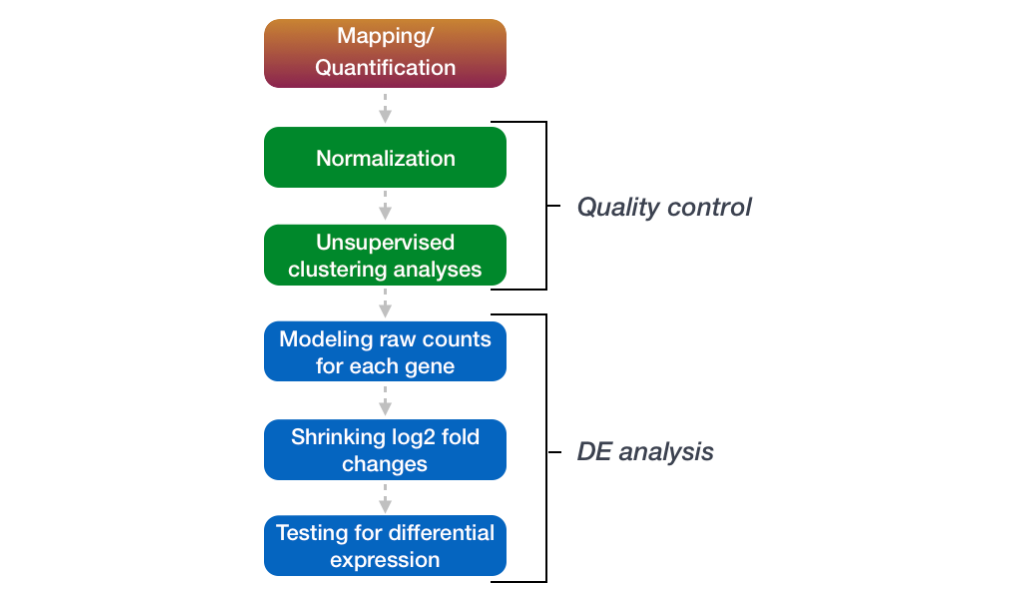 Mapping/
Quantification
Normalization
Quality control
Unsupervised
clustering analyses
Modeling raw counts
for each gene
Shrinking log2 fold
changes
DE analysis
Testing for differential
expression